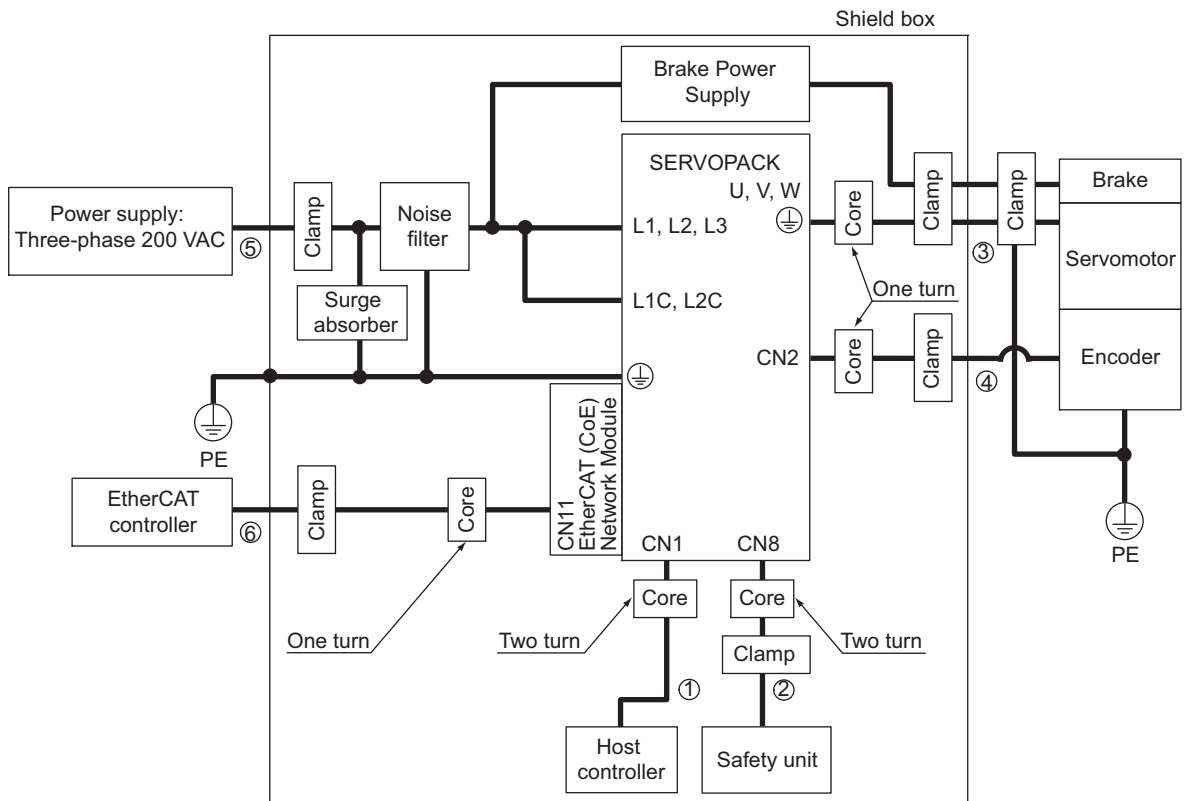 Shield box
Brake Power
Supply
SERVOPACK
U, V, W
Core
Clamp
Clamp
Brake
Power supply:
Three-phase 200 VAC
⑤
Clamp
Noise
filter
L1, L2, L3
③
Servomotor
Surge
absorber
L1C, L2C
One turn
CN2
Core
Clamp
④
Encoder
PE
CN11
EtherCAT (CoE)
Network Module
EtherCAT
controller
⑥
Clamp
Core
PE
CN1
CN8
Core
Core
One turn
Two turn
Two turn
Clamp
①
②
Host
controller
Safety unit